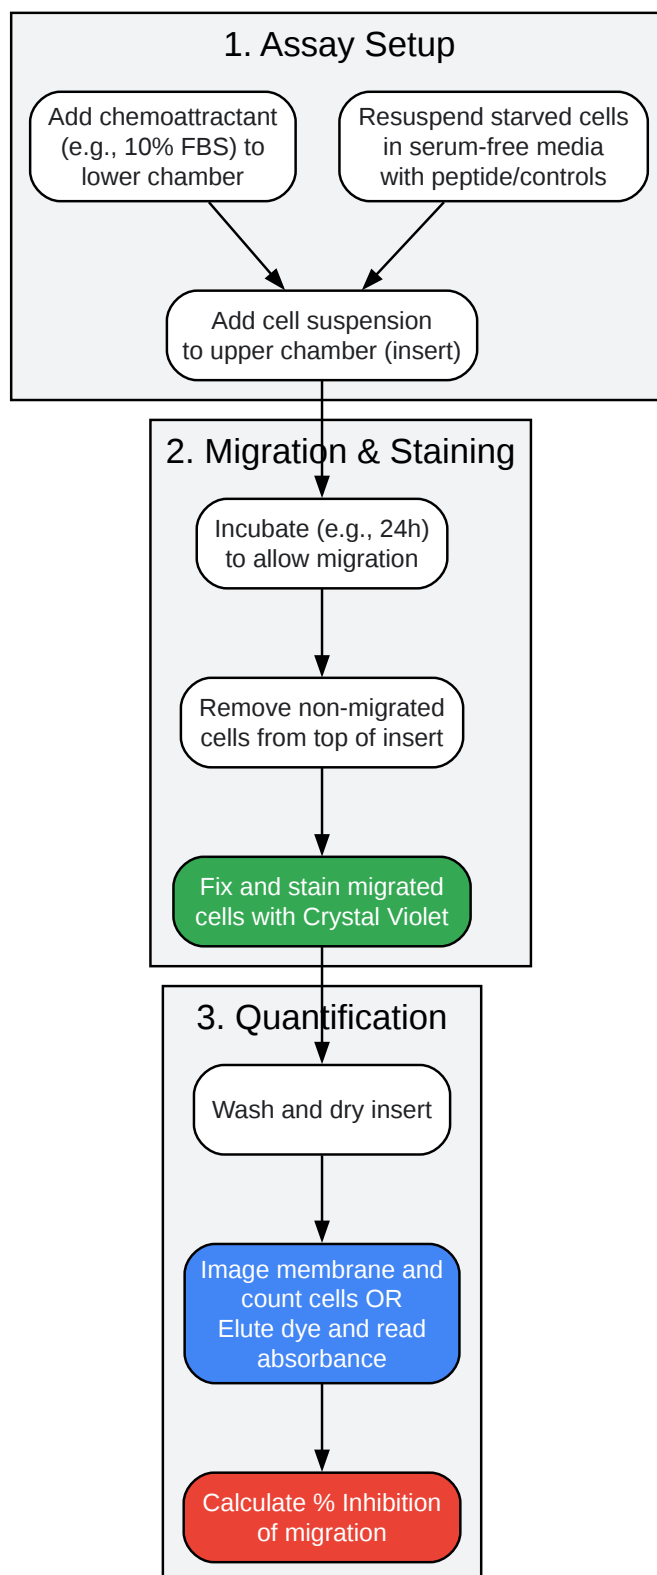 1. Assay Setup
Add chemoattractant
(e.g., 10% FBS) to
lower chamber
Resuspend starved cells
in serum-free media
with peptide/controls
Add cell suspension
to upper chamber (insert)
2. Migration & Staining
Incubate (e.g., 24h)
to allow migration
Remove non-migrated
cells from top of insert
Fix and stain migrated
cells with Crystal Violet
3. Quantification
Wash and dry insert
Image membrane and
count cells OR
Elute dye and read
absorbance
Calculate % Inhibition
of migration